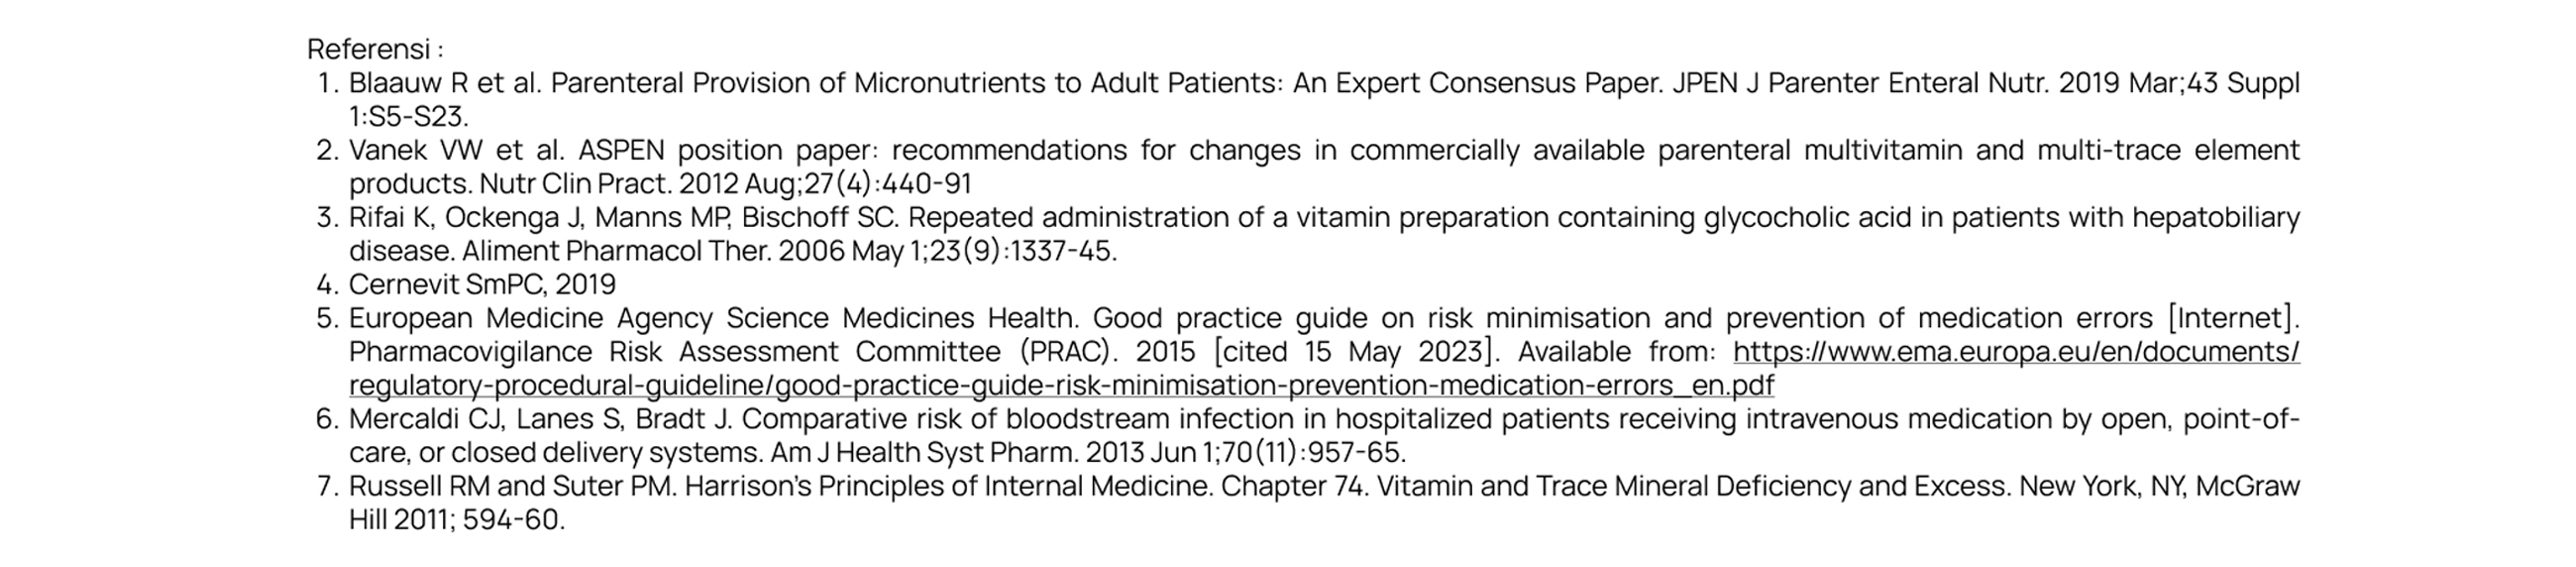 Referensi :
1. Blaauw R et al. Parenteral Provision of Micronutrients to Adult Patients: An Expert Consensus Paper. JPEN J Parenter Enteral Nutr. 2019 Mar;43 Suppl
1:S5-S23.
2. Vanek VW et al. ASPEN position paper: recommendations for changes in commercially available parenteral multivitamin and multi-trace element
products. Nutr Clin Pract. 2012 Aug;27(4):440-91
3. Rifai K, Ockenga J, Manns MP, Bischoff SC. Repeated administration of a vitamin preparation containing glycocholic acid in patients with hepatobiliary
disease. Aliment Pharmacol Ther. 2006 May 1;23(9):1337-45.
4. Cernevit SmPC, 2019
5. European Medicine Agency Science Medicines Health. Good practice guide on risk minimisation and prevention of medication errors [Internet].
Pharmacovigilance Risk Assessment Committee (PRAC). 2015 [cited 15 May 2023]. Available from: https://www.ema.europa.eu/en/documents/
regulatory-procedural-guideline/good-practice-guide-risk-minimisation-prevention-medication-errors_en.pdf
6. Mercaldi CJ, Lanes S, Bradt J. Comparative risk of bloodstream infection in hospitalized patients receiving intravenous medication by open, point-of-
care, or closed delivery systems. Am J Health Syst Pharm. 2013 Jun 1;70(11):957-65.
7. Russell RM and Suter PM. Harrison's Principles of Internal Medicine. Chapter 74. Vitamin and Trace Mineral Deficiency and Excess. New York, NY, McGraw
Hill 2011; 594-60.